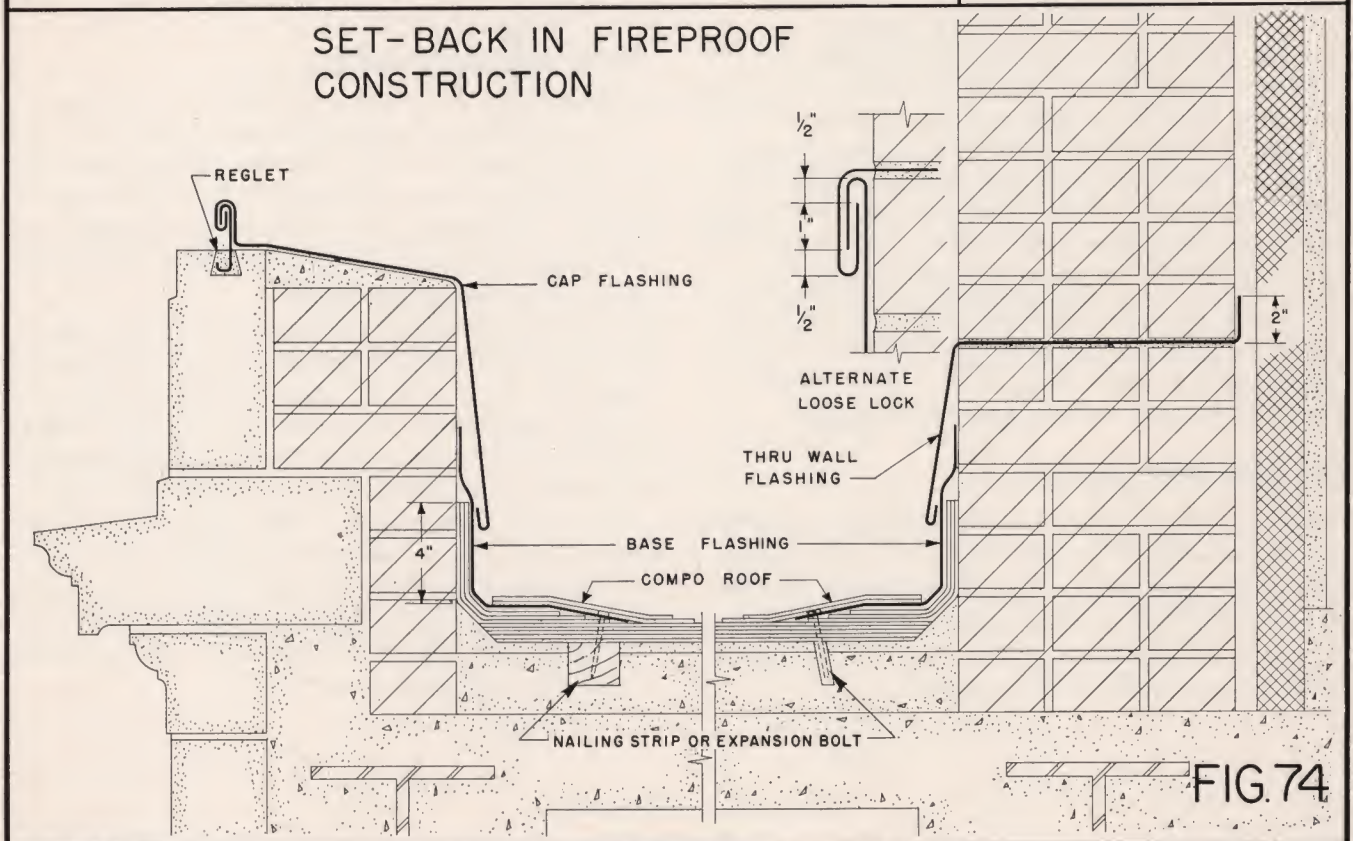 SET-BACK IN FIREPROOF
CONSTRUCTION
REGLET
CAP FLASHING
1/2"
1"
1/2"
ALTERNATE
LOOSE LOCK
2"
THRU WALL
FLASHING
4"
BASE FLASHING
COMPO ROOF
NAILING STRIP OR EXPANSION BOLT
FIG.74